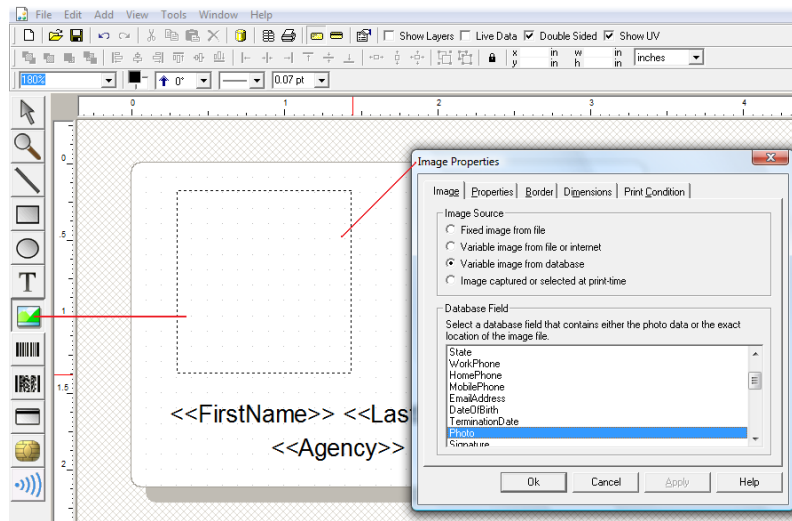 File Edit Add View Tools Window Help
Show Layers Live Data Double Sided Show UV
x in w in inches
y in h in
180% 0° 0.07 pt
0 1 2 3 4
0
.5
1
1.5
2
T
Image Properties
Image Properties Border Dimensions Print Condition
Image Source
Fixed image from file
Variable image from file or internet
Variable image from database
Image captured or selected at print-time
Database Field
Select a database field that contains either the photo data or the exact
location of the image file.
State
WorkPhone
HomePhone
MobilePhone
EmailAddress
DateOfBirth
TerminationDate
Photo
Signature
Ok Cancel Apply Help
<<FirstName>> <<Las
<<Agency>>